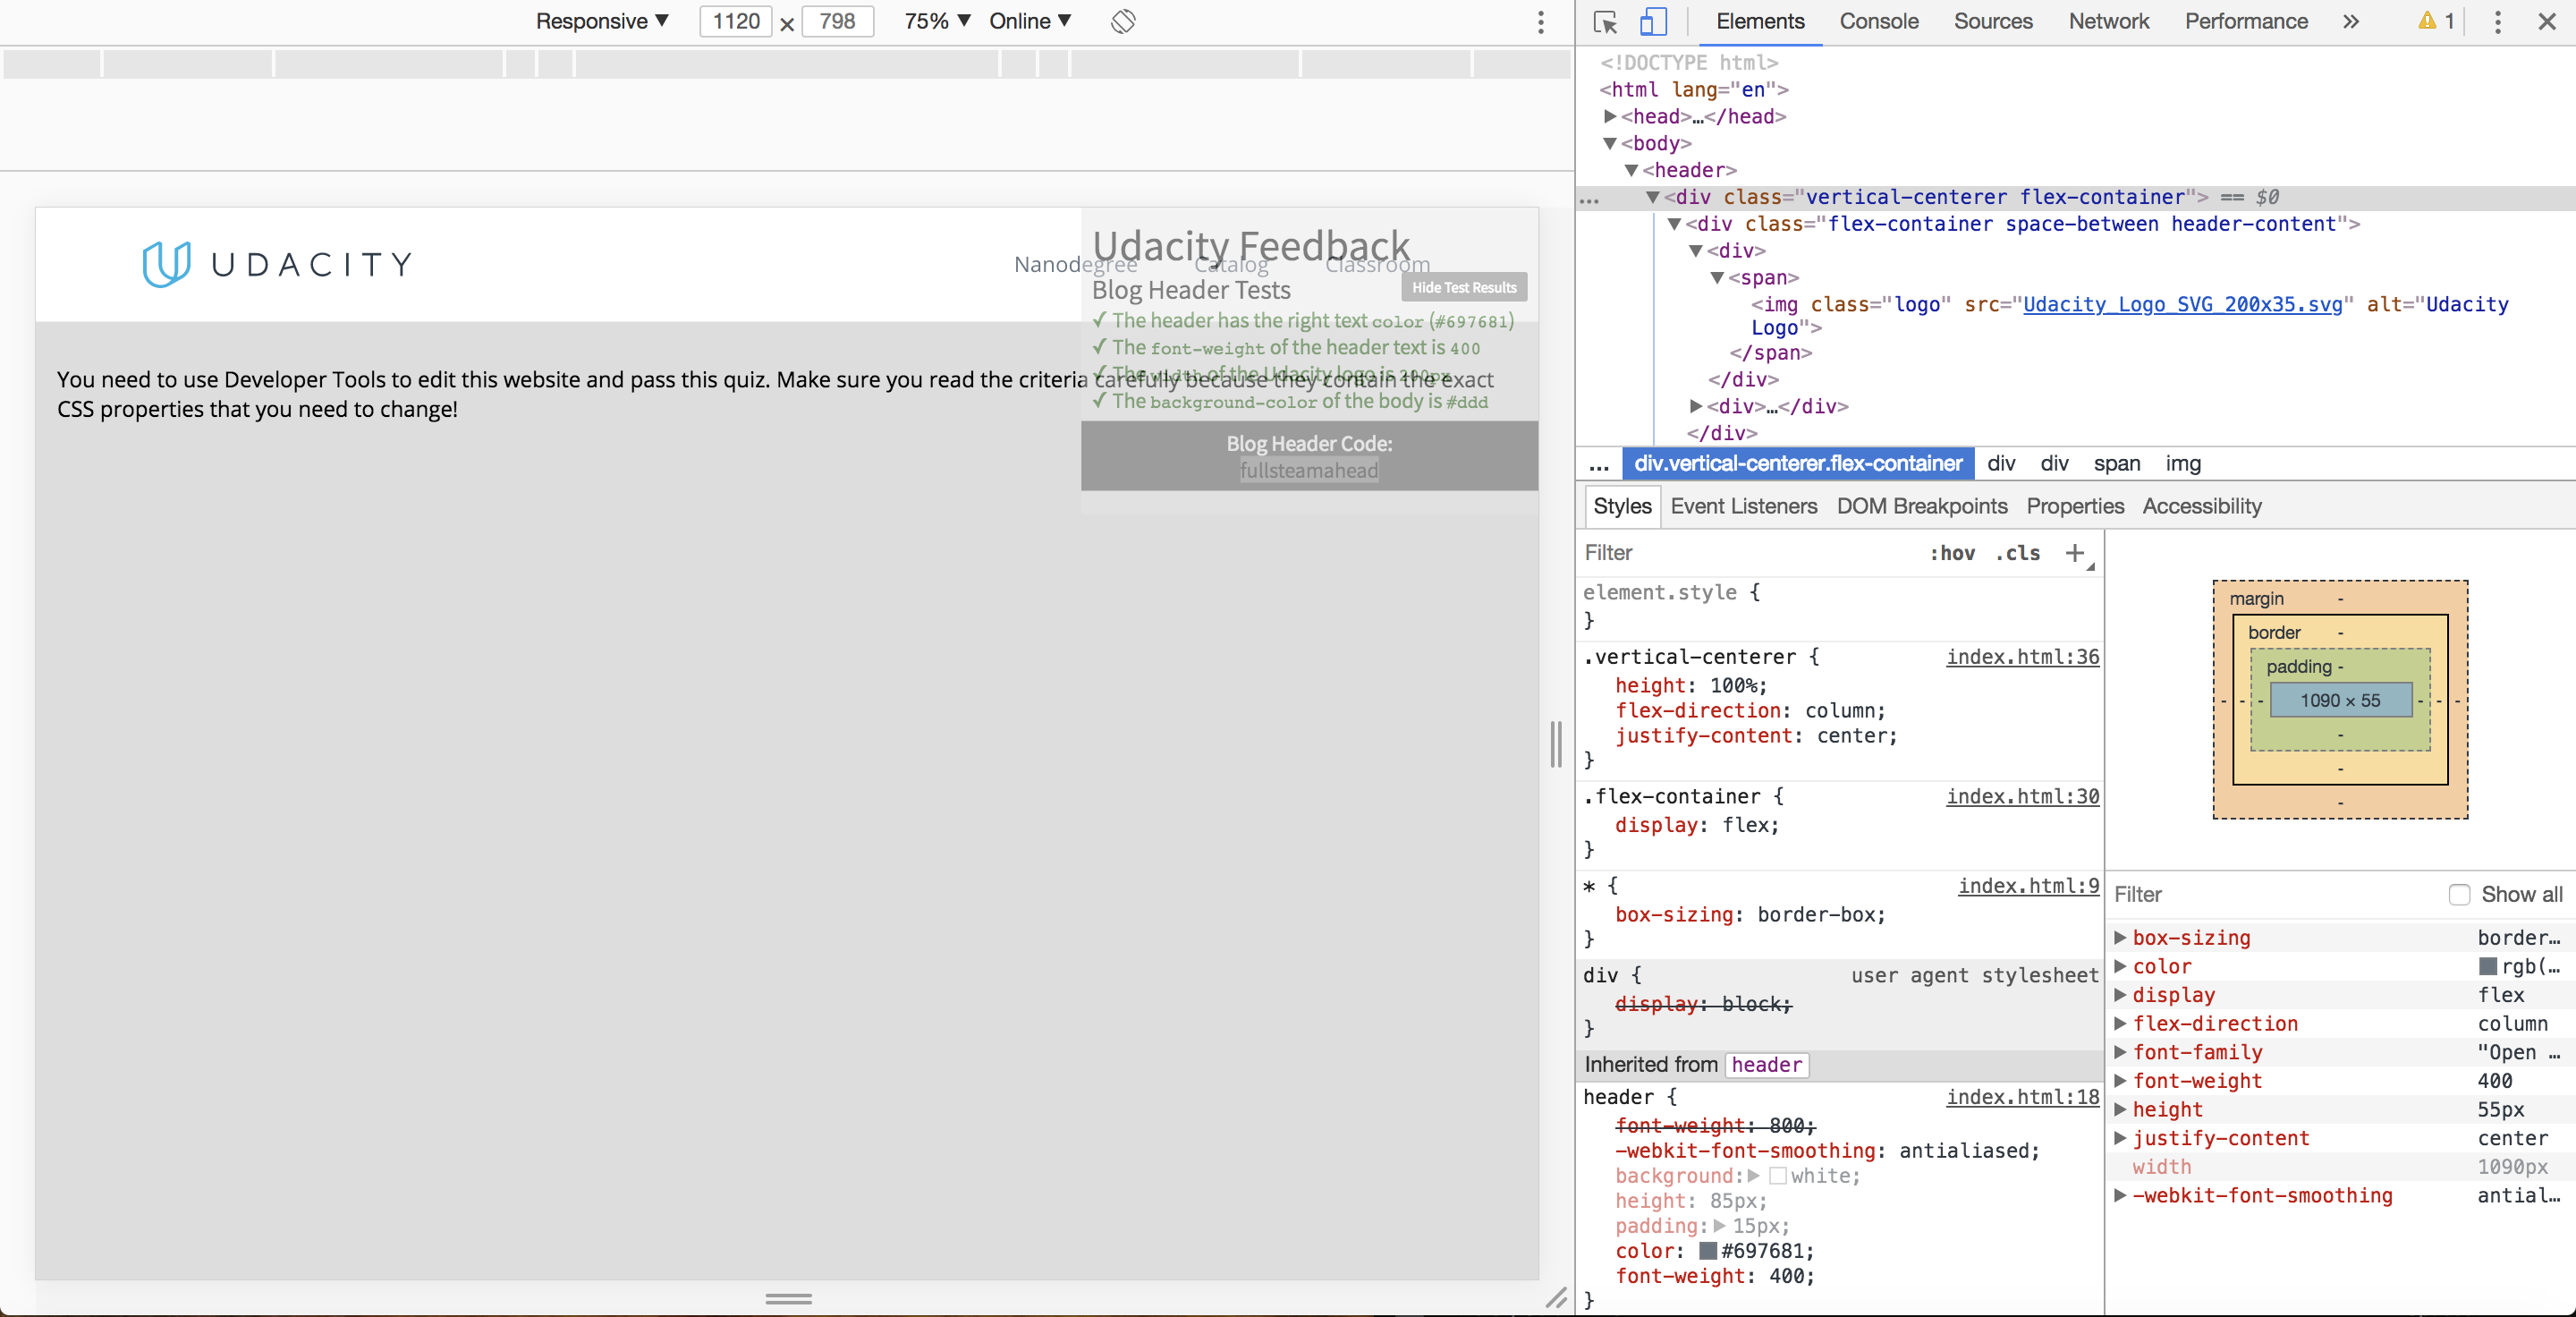 Responsive ▼ 1120 × 798 75% ▼ Online ▼
UDACITY
Nanodegree Catalog Classroom
Udacity Feedback
Blog Header Tests
Hide Test Results
✓ The header has the right text color (#697681)
✓ The font-weight of the header text is 400
✓ The width of the Udacity logo is 200px
✓ The background-color of the body is #ddd
Blog Header Code:
fullsteamahead
You need to use Developer Tools to edit this website and pass this quiz. Make sure you read the criteria carefully because they contain the exact
CSS properties that you need to change!
Elements Console Sources Network Performance » 1
<!DOCTYPE html>
<html lang="en">
▶<head>…</head>
▼<body>
▼<header>
… ▼<div class="vertical-centerer flex-container"> == $0
▼<div class="flex-container space-between header-content">
▼<div>
▼<span>
<img class="logo" src="Udacity_Logo_SVG_200x35.svg" alt="Udacity
Logo">
</span>
</div>
▶<div>…</div>
</div>
… div.vertical-centerer.flex-container div div span img
Styles Event Listeners DOM Breakpoints Properties Accessibility
Filter :hov .cls +
element.style {
}
.vertical-centerer { index.html:36
height: 100%;
flex-direction: column;
justify-content: center;
}
.flex-container { index.html:30
display: flex;
}
* { index.html:9
box-sizing: border-box;
}
div { user agent stylesheet
display: block;
}
Inherited from header
header { index.html:18
font-weight: 800;
-webkit-font-smoothing: antialiased;
background:▶ white;
height: 85px;
padding:▶ 15px;
color: #697681;
font-weight: 400;
}
margin -
border -
padding -
- - - 1090 × 55 - - -
-
-
-
Filter Show all
▶ box-sizing border…
▶ color rgb(…
▶ display flex
▶ flex-direction column
▶ font-family "Open …
▶ font-weight 400
▶ height 55px
▶ justify-content center
width 1090px
▶ -webkit-font-smoothing antial…